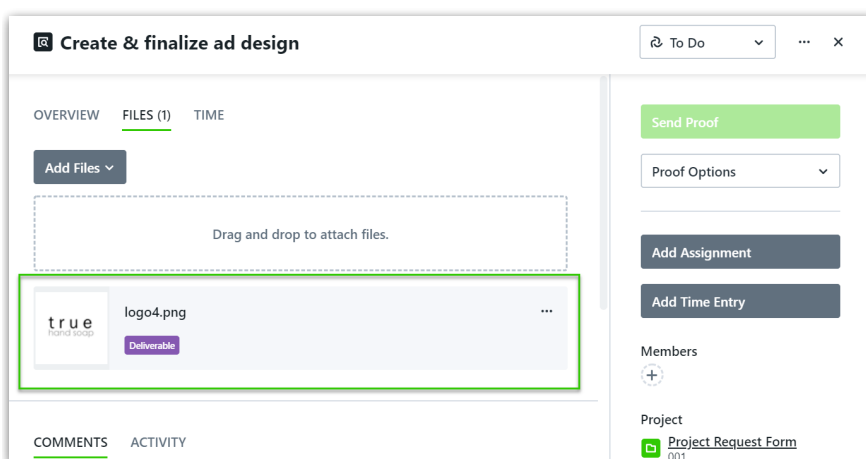 Create & finalize ad design
To Do
OVERVIEW FILES (1) TIME
Add Files
Drag and drop to attach files.
true
hand soap
logo4.png
Deliverable
COMMENTS ACTIVITY
Send Proof
Proof Options
Add Assignment
Add Time Entry
Members
Project
Project Request Form
001